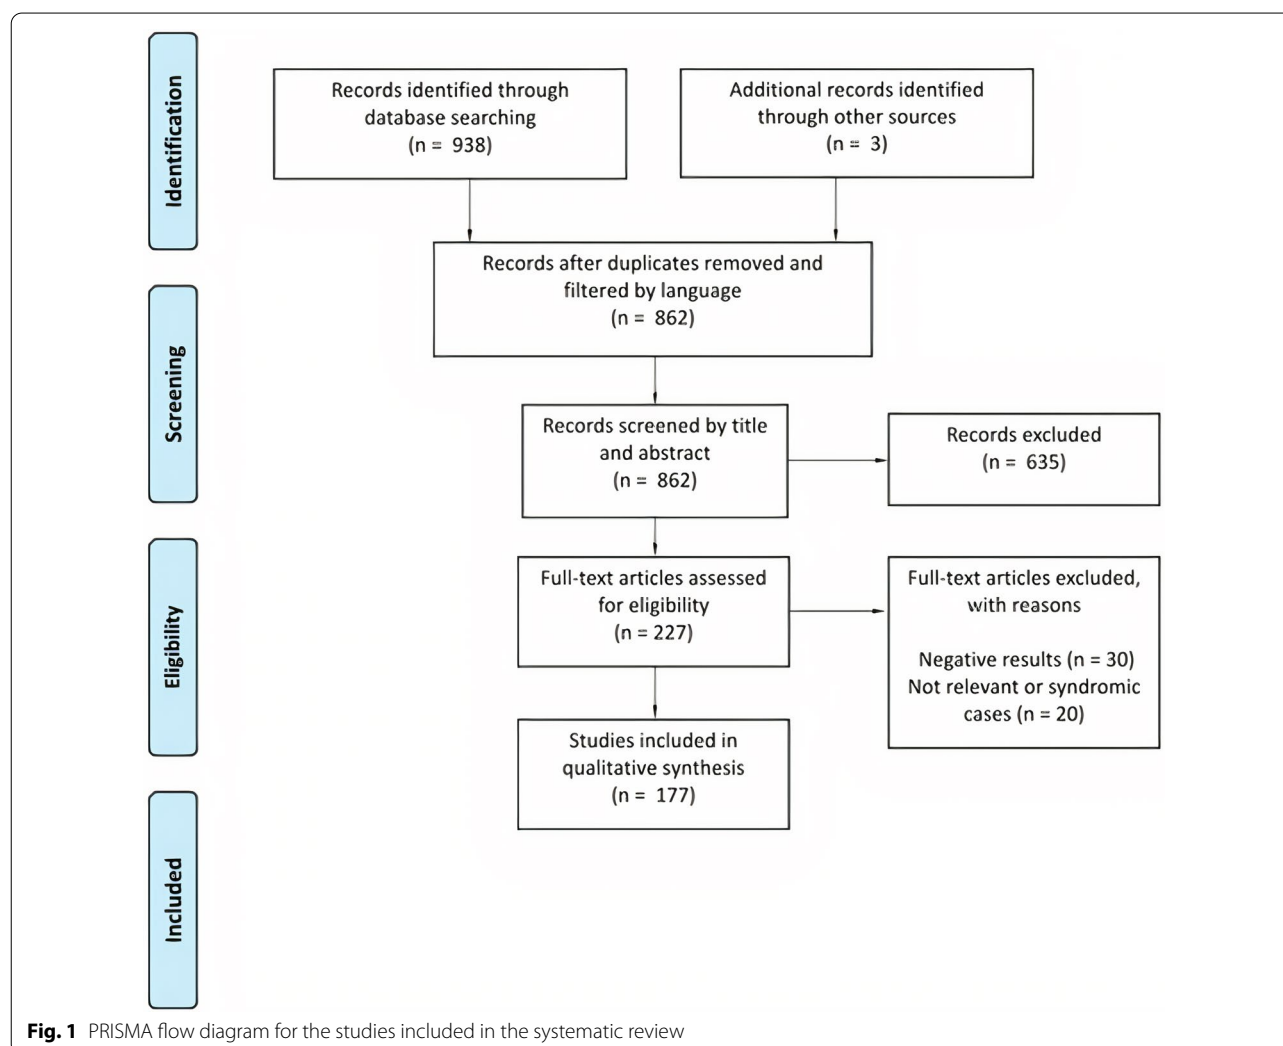 Identification
Records identified through
database searching
(n = 938)
Additional records identified
through other sources
(n = 3)
Records after duplicates removed and
filtered by language
(n = 862)
Screening
Records screened by title
and abstract
(n = 862)
Records excluded
(n = 635)
Eligibility
Full-text articles assessed
for eligibility
(n = 227)
Full-text articles excluded,
with reasons
Negative results (n = 30)
Not relevant or syndromic
cases (n = 20)
Studies included in
qualitative synthesis
(n = 177)
Included
Fig. 1 PRISMA flow diagram for the studies included in the systematic review